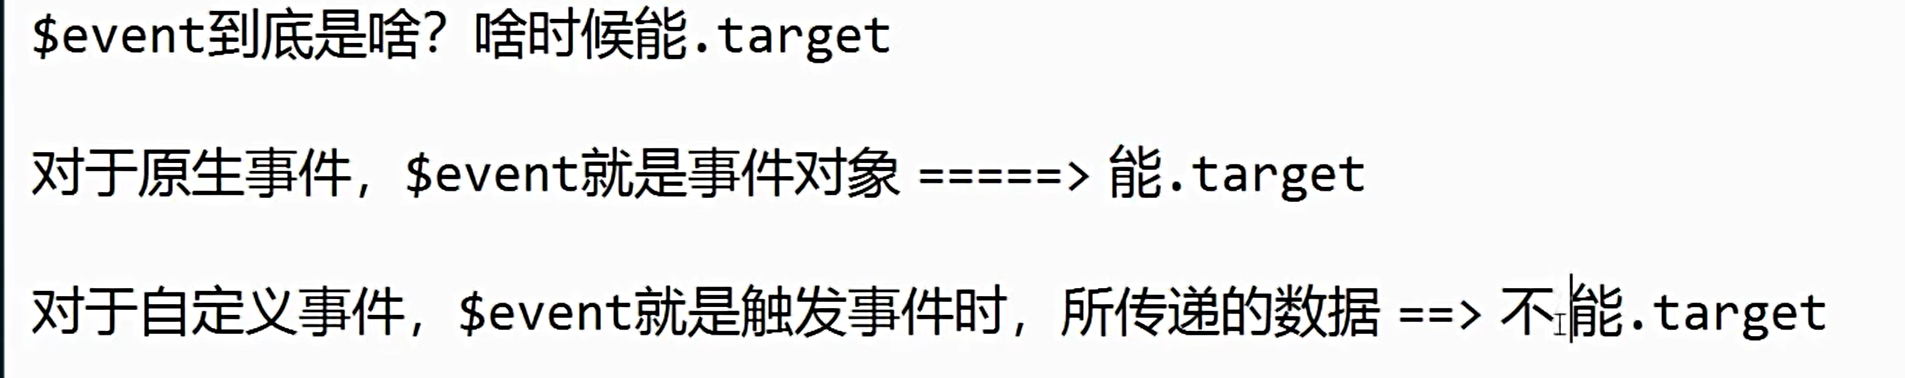 $event到底是啥？啥时候能.target
对于原生事件，$event就是事件对象 =====> 能.target
对于自定义事件，$event就是触发事件时，所传递的数据 ==> 不能.target